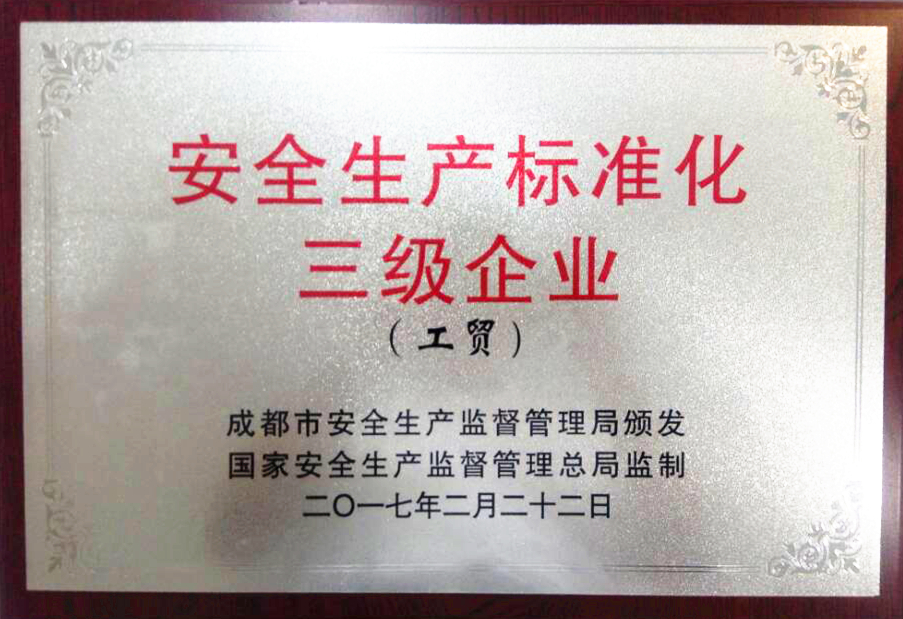 安全生产标准化
三级企业
（工贸）
成都市安全生产监督管理局颁发
国家安全生产监督管理总局监制
二〇一七年二月二十二日